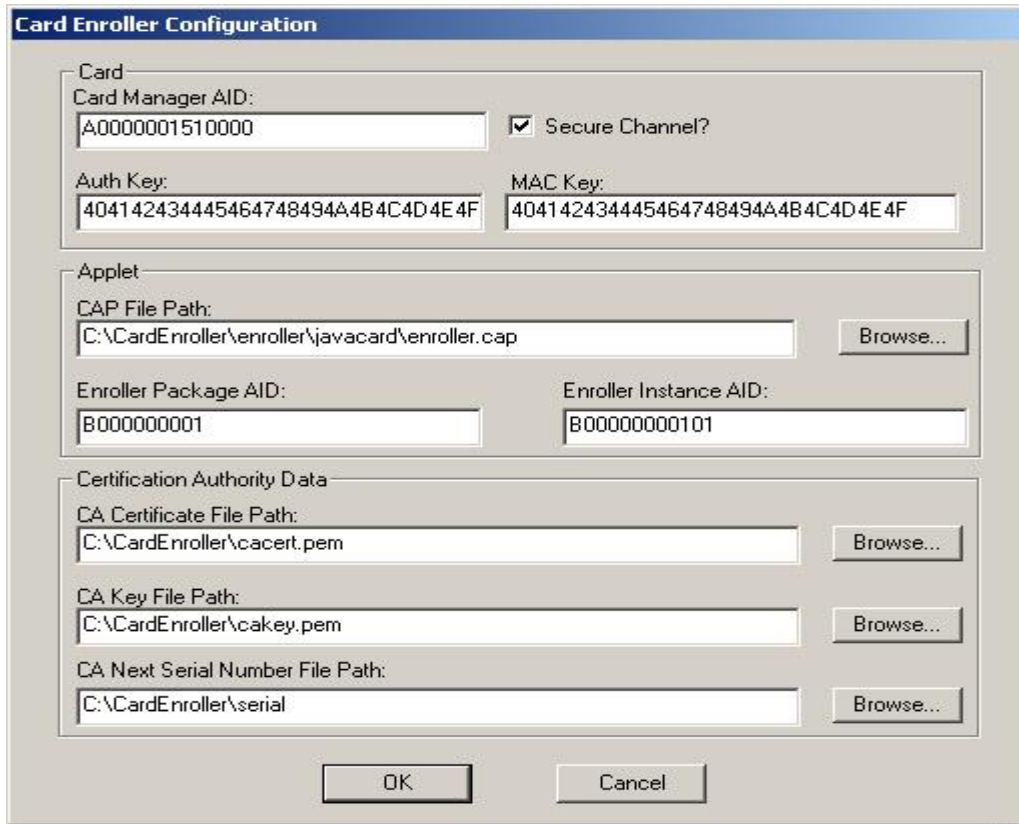 Card Enroller Configuration
Card
Card Manager AID:
A0000001510000
Secure Channel?
Auth Key:
MAC Key:
404142434445464748494A4B4C4D4E4F
404142434445464748494A4B4C4D4E4F
Applet
CAP File Path:
C:\CardEnroller\enroller\javacard\enroller.cap
Browse...
Enroller Package AID:
Enroller Instance AID:
B000000001
B00000000101
Certification Authority Data
CA Certificate File Path:
C:\CardEnroller\cacert.pem
Browse...
CA Key File Path:
C:\CardEnroller\cakey.pem
Browse...
CA Next Serial Number File Path:
C:\CardEnroller\serial
Browse...
OK
Cancel